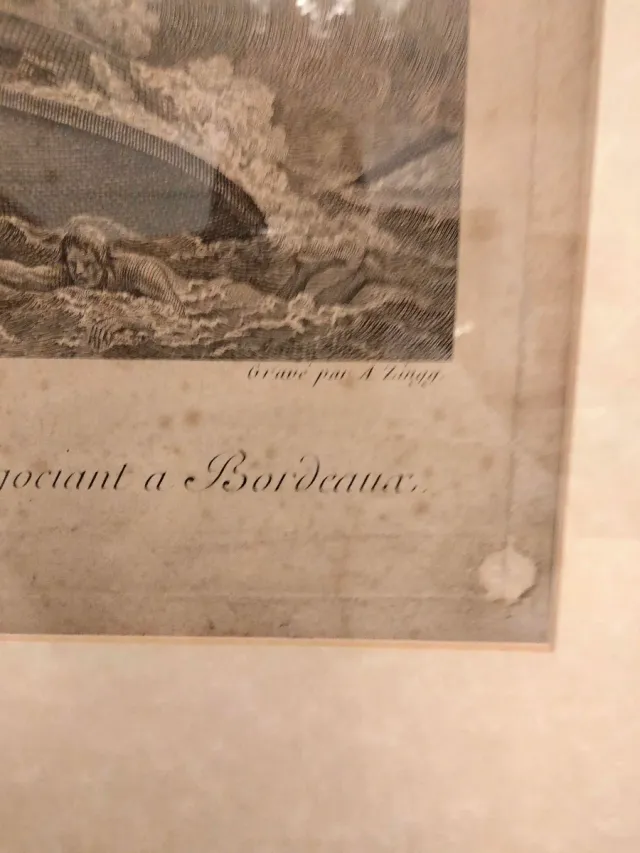 Gravé par A. Zingg.
gociant a Bordeaux..